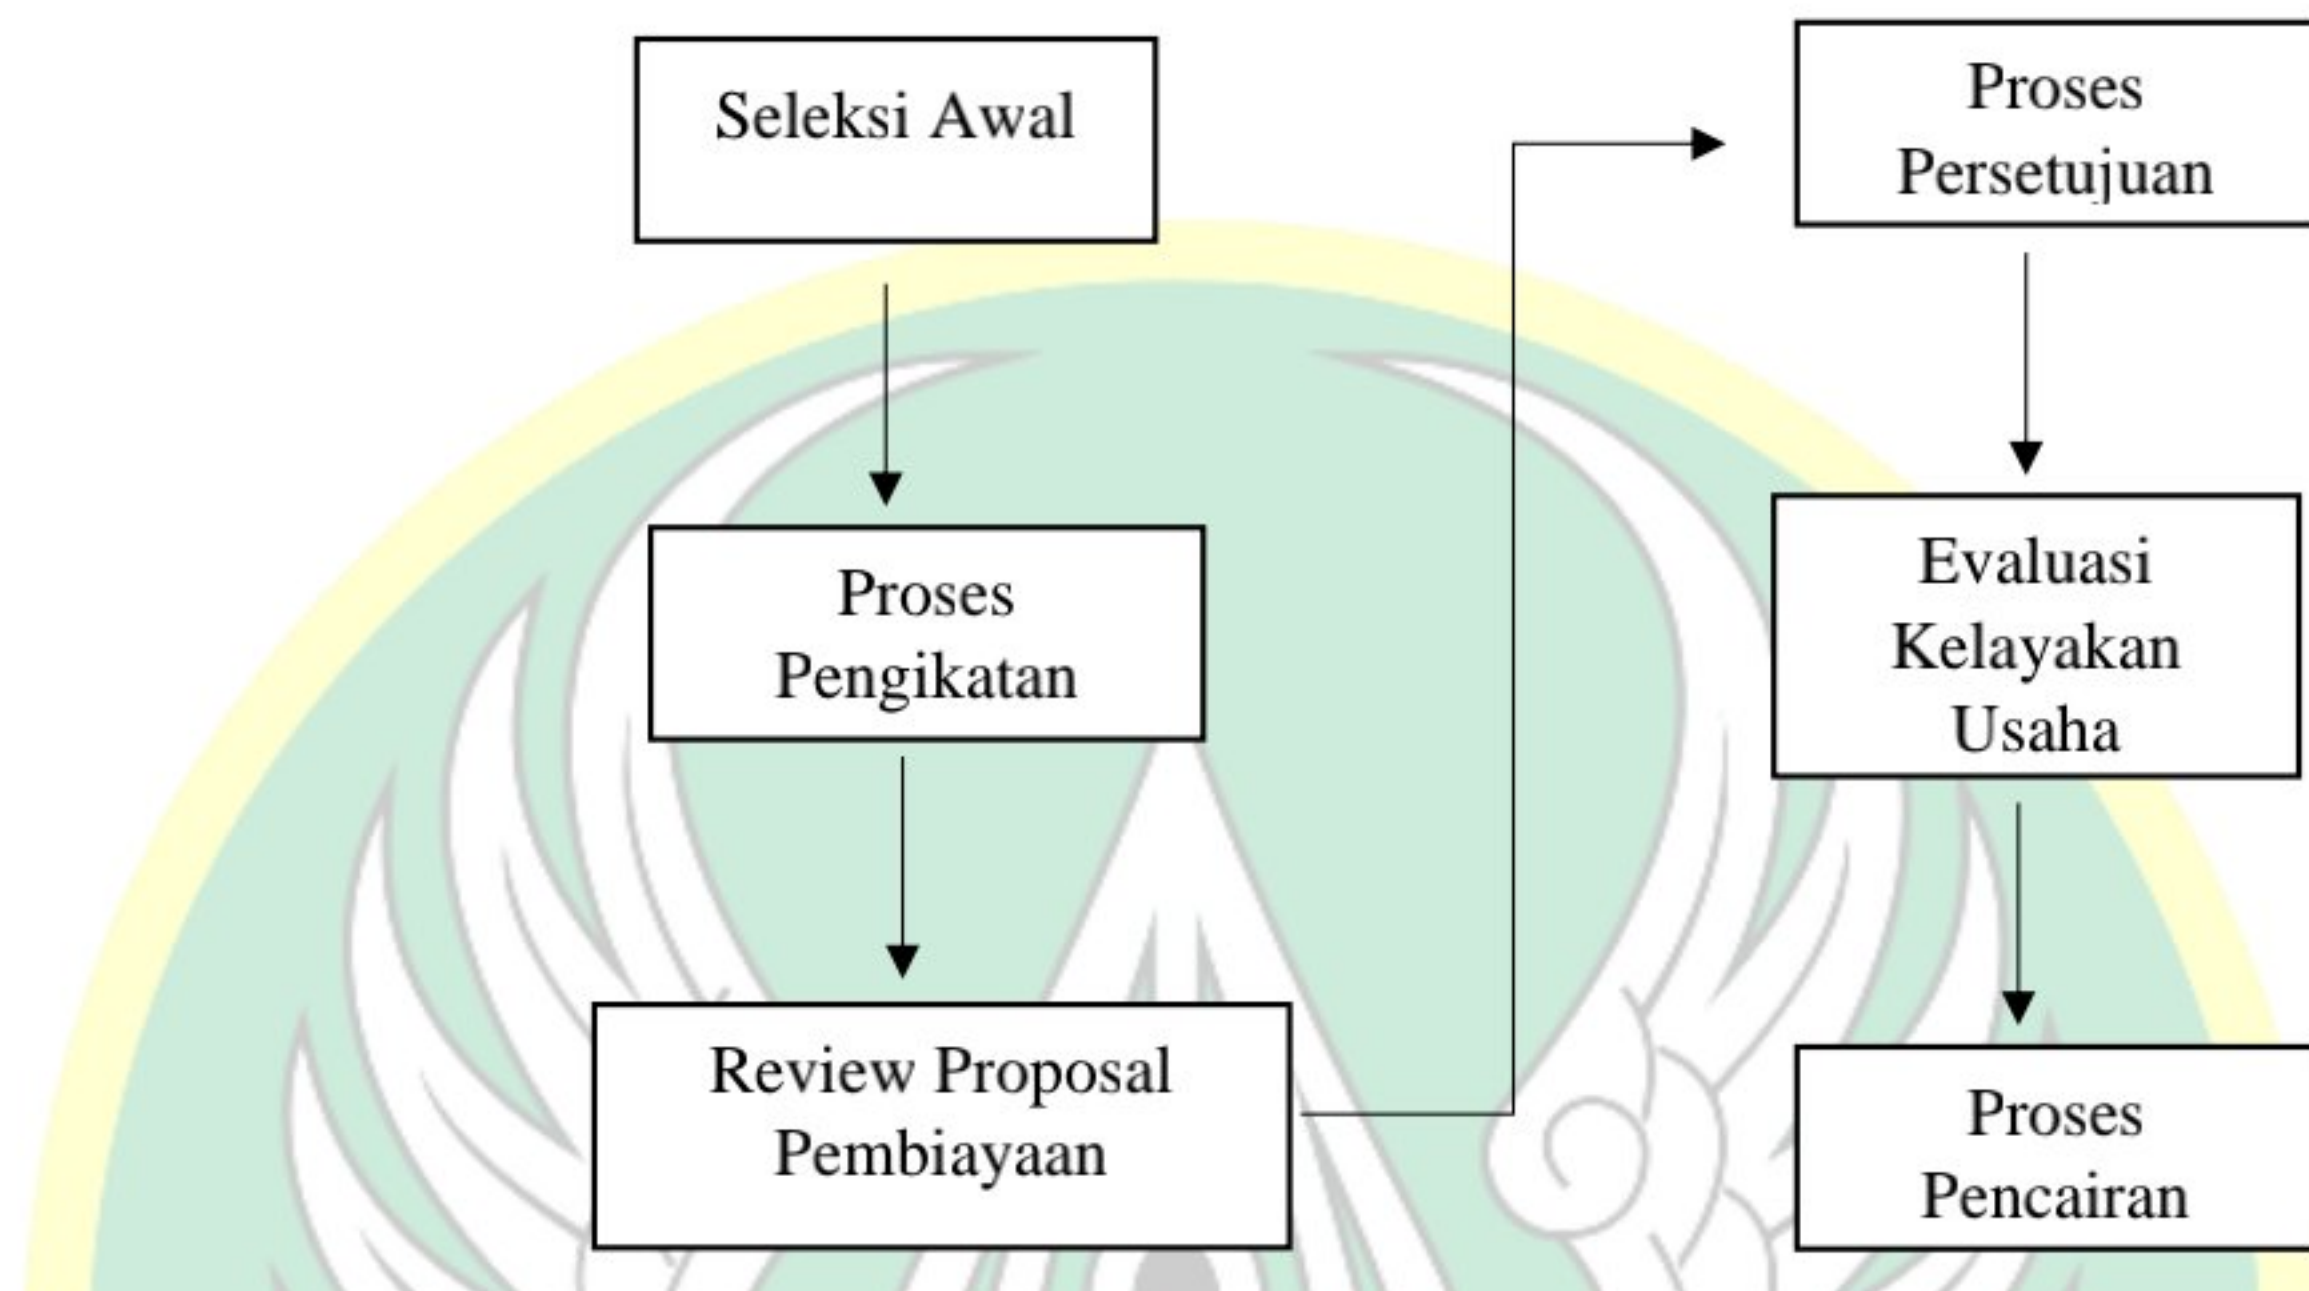 Seleksi Awal
Proses
Pengikatan
Review Proposal
Pembiayaan
Proses
Persetujuan
Evaluasi
Kelayakan
Usaha
Proses
Pencairan